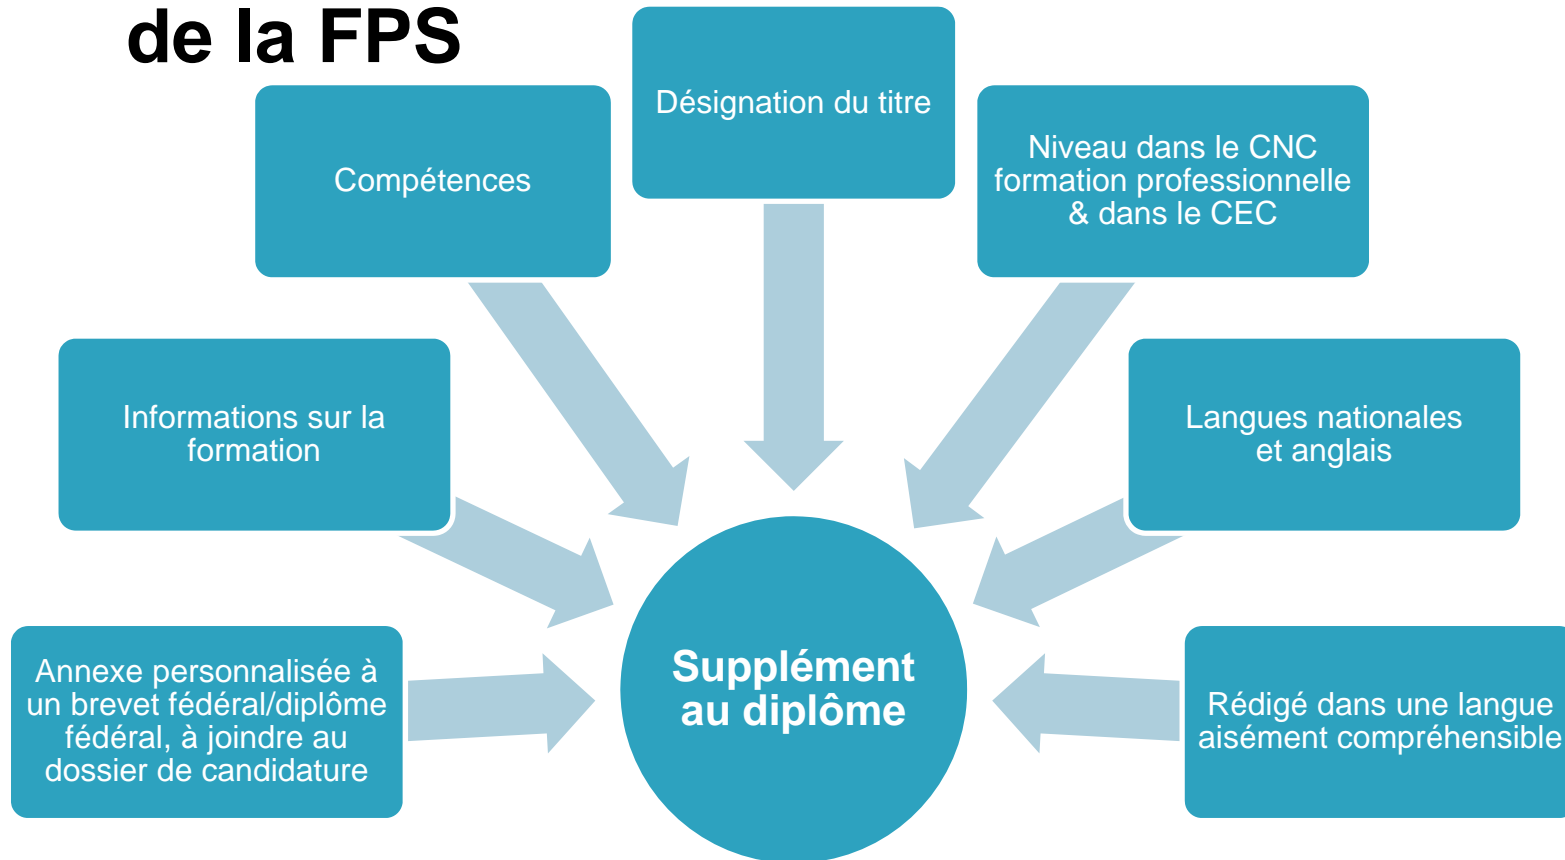 de la FPS
Désignation du titre
Compétences
Niveau dans le CNC
formation professionnelle
& dans le CEC
Informations sur la
formation
Langues nationales
et anglais
Annexe personnalisée à
un brevet fédéral/diplôme
fédéral, à joindre au
dossier de candidature
Supplément
au diplôme
Rédigé dans une langue
aisément compréhensible